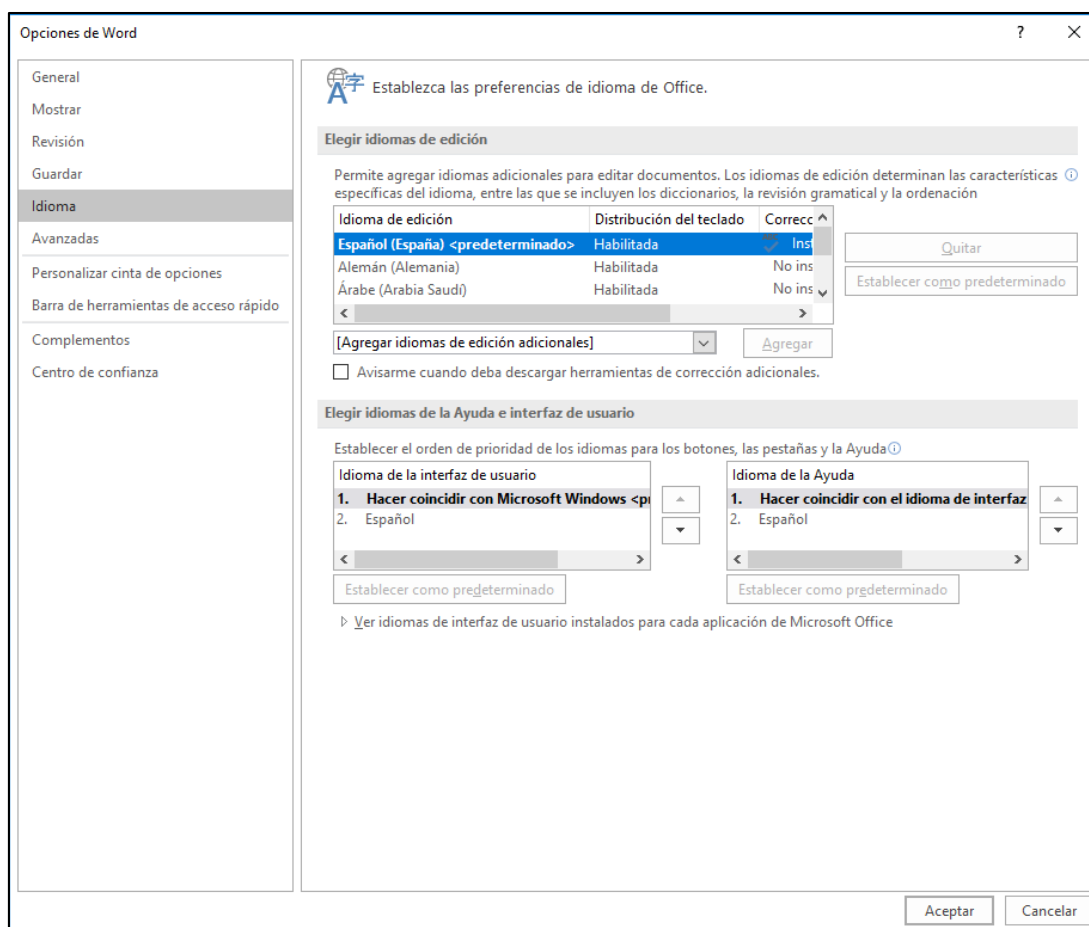 Opciones de Word
?
General
Mostrar
Revisión
Guardar
Idioma
Avanzadas
Personalizar cinta de opciones
Barra de herramientas de acceso rápido
Complementos
Centro de confianza
A字
Establezca las preferencias de idioma de Office.
Elegir idiomas de edición
Permite agregar idiomas adicionales para editar documentos. Los idiomas de edición determinan las características
específicas del idioma, entre las que se incluyen los diccionarios, la revisión gramatical y la ordenación
Idioma de edición Distribución del teclado Correcc
Español (España) <predeterminado> Habilitada Inst
Alemán (Alemania) Habilitada No ins
Árabe (Arabia Saudí) Habilitada No ins
Quitar
Establecer como predeterminado
[Agregar idiomas de edición adicionales]
Agregar
Avisarme cuando deba descargar herramientas de corrección adicionales.
Elegir idiomas de la Ayuda e interfaz de usuario
Establecer el orden de prioridad de los idiomas para los botones, las pestañas y la Ayuda
Idioma de la interfaz de usuario
1. Hacer coincidir con Microsoft Windows <pr
2. Español
Establecer como predeterminado
Idioma de la Ayuda
1. Hacer coincidir con el idioma de interfaz
2. Español
Establecer como predeterminado
Ver idiomas de interfaz de usuario instalados para cada aplicación de Microsoft Office
Aceptar
Cancelar